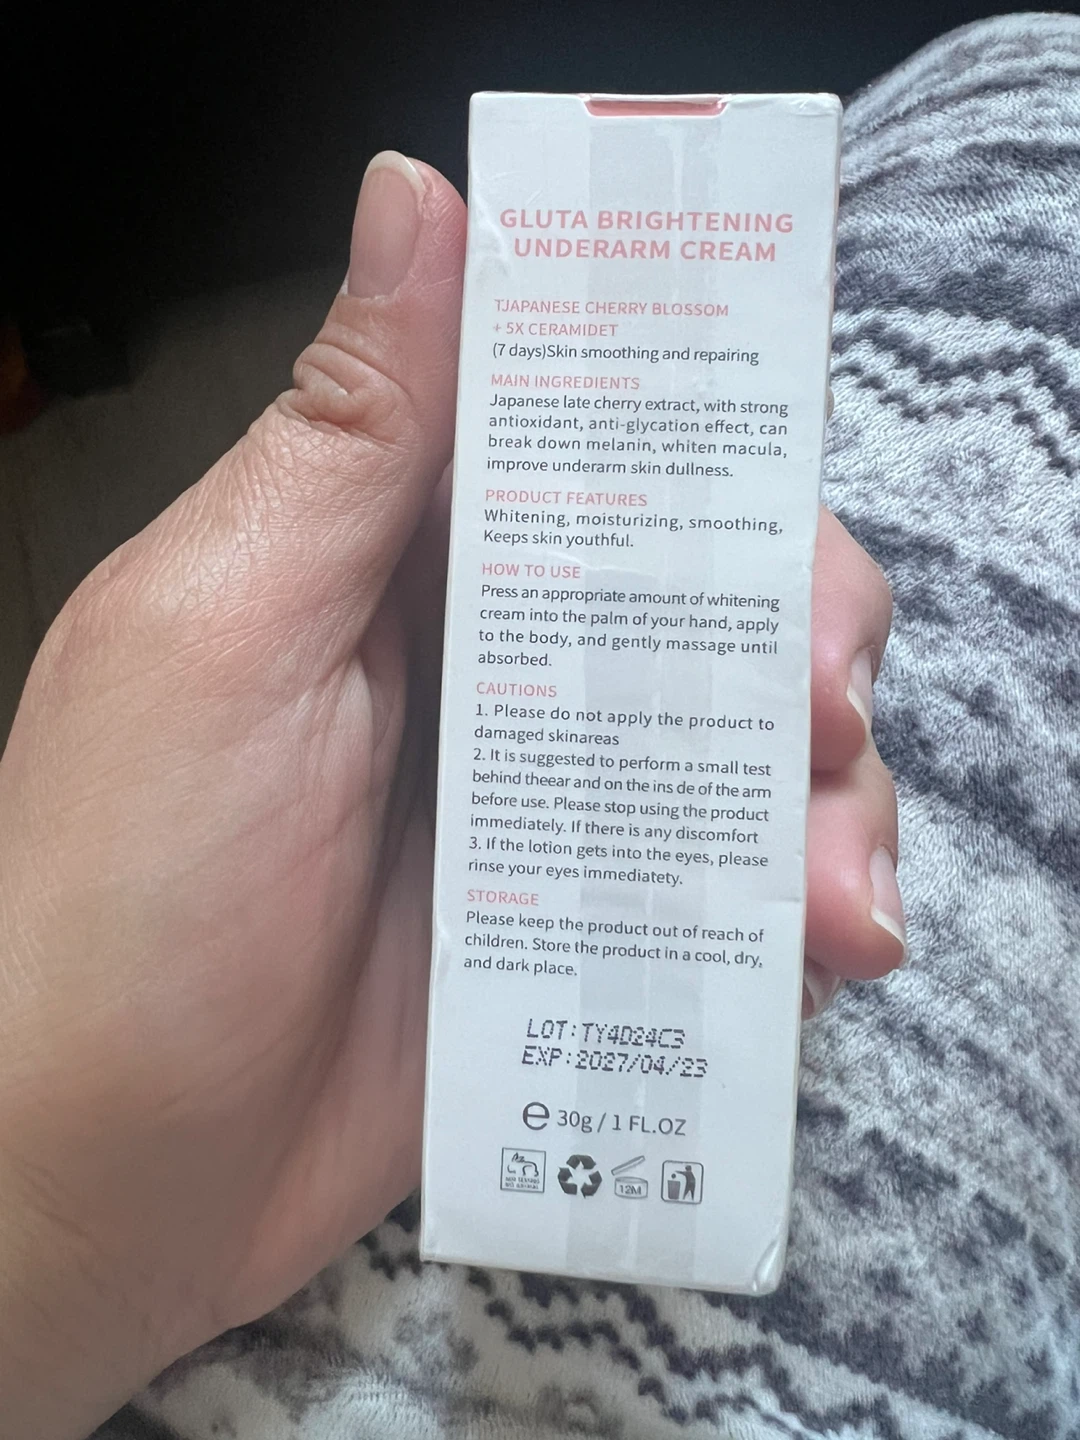 GLUTA BRIGHTENING
UNDERARM CREAM
TJAPANESE CHERRY BLOSSOM
+ 5X CERAMIDET
(7 days)Skin smoothing and repairing
MAIN INGREDIENTS
Japanese late cherry extract, with strong
antioxidant, anti-glycation effect, can
break down melanin, whiten macula,
improve underarm skin dullness.
PRODUCT FEATURES
Whitening, moisturizing, smoothing,
Keeps skin youthful.
HOW TO USE
Press an appropriate amount of whitening
cream into the palm of your hand, apply
to the body, and gently massage until
absorbed.
CAUTIONS
1. Please do not apply the product to
damaged skinareas
2. It is suggested to perform a small test
behind theear and on the ins de of the arm
before use. Please stop using the product
immediately. If there is any discomfort
3. If the lotion gets into the eyes, please
rinse your eyes immediatety.
STORAGE
Please keep the product out of reach of
children. Store the product in a cool, dry,
and dark place.
LOT:TY4D24C3
EXP:2027/04/23
e 30g / 1 FL.OZ
12M